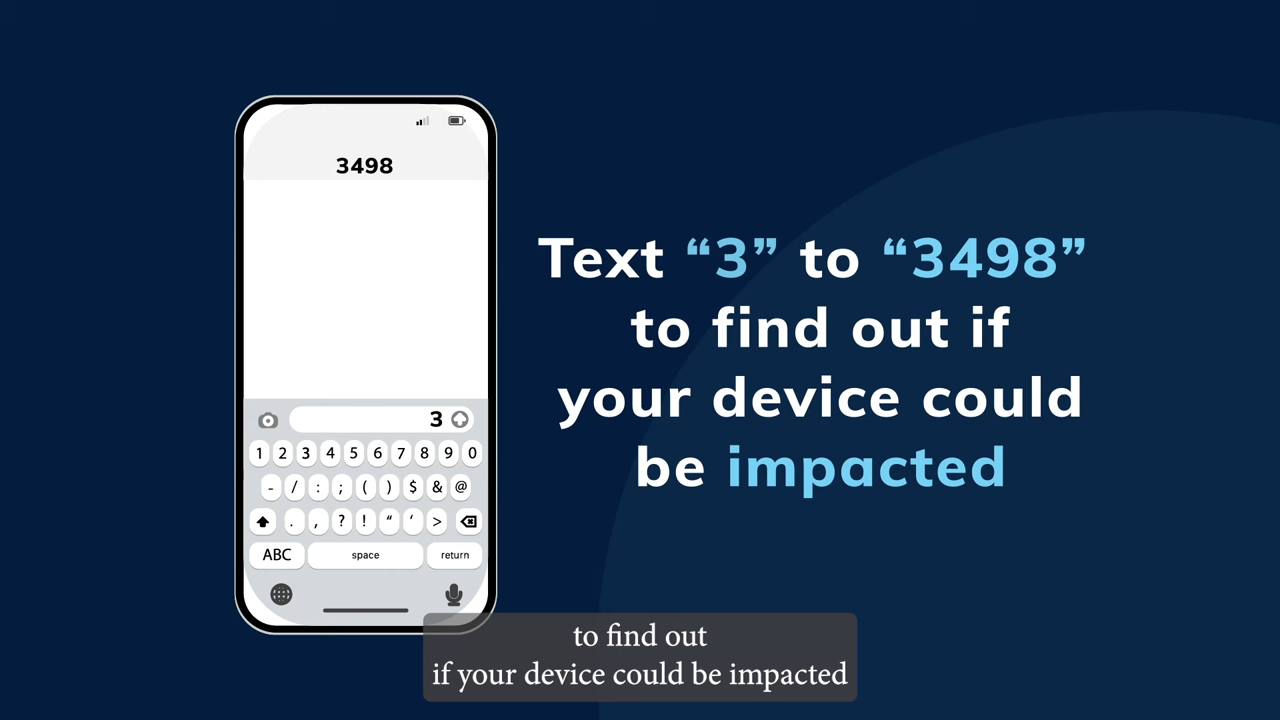 3498
3
1 2 3 4 5 6 7 8 9 0
- / : ; ( ) $ & @
. , ? ! “ ‘ >
ABC space return
Text “3” to “3498”
to find out if
your device could
be impacted
to find out
if your device could be impacted